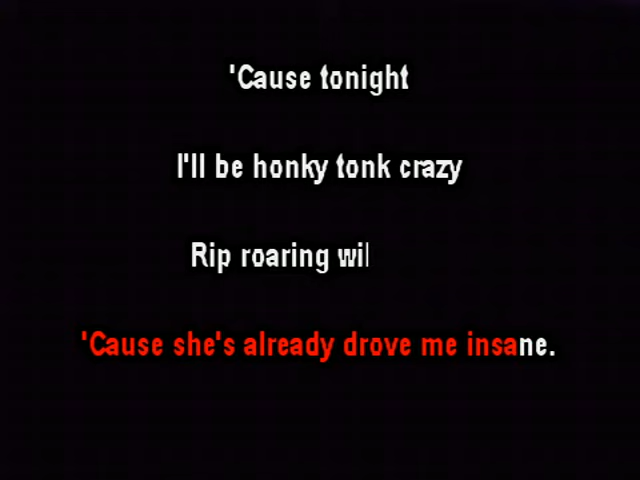 'Cause tonight
I'll be honky tonk crazy
Rip roaring wil
'Cause she's already drove me insane.